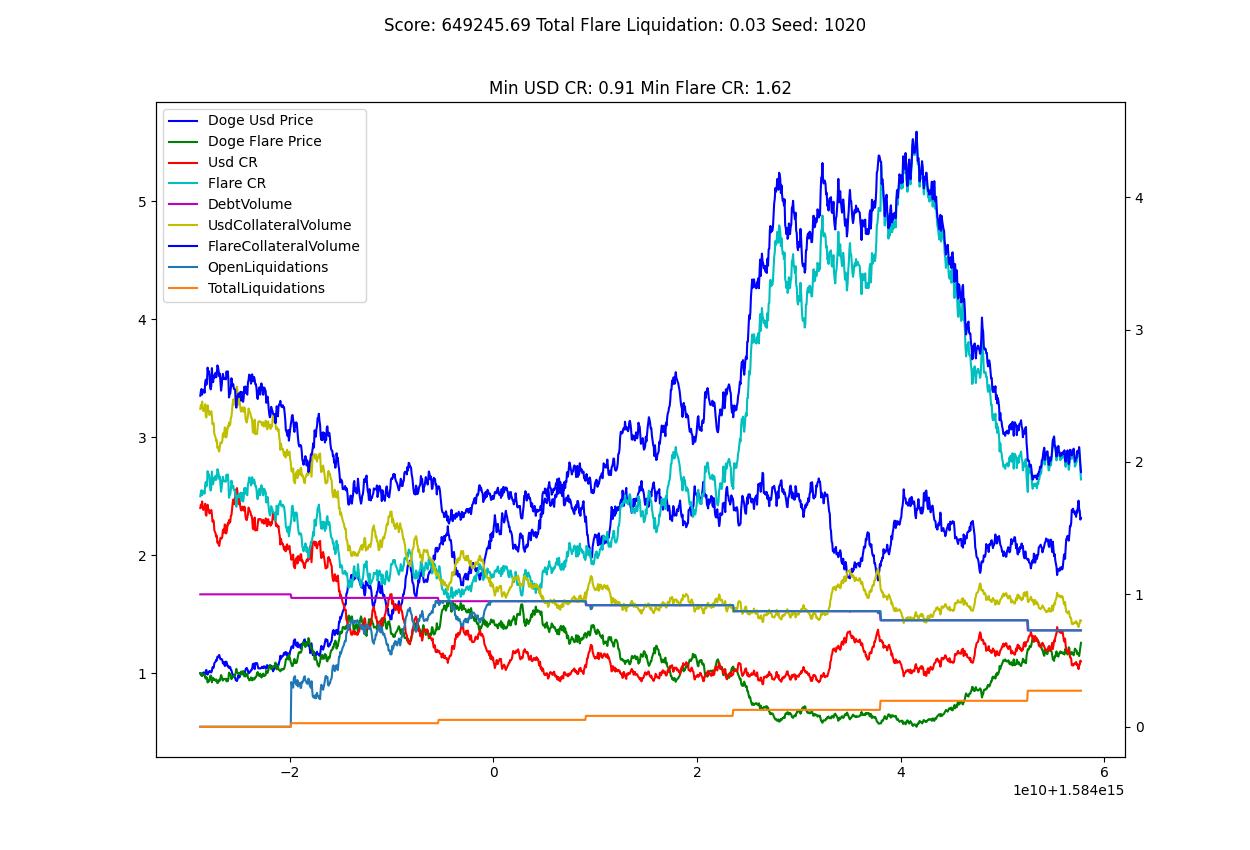 Score: 649245.69 Total Flare Liquidation: 0.03 Seed: 1020
Min USD CR: 0.91 Min Flare CR: 1.62
Doge Usd Price
Doge Flare Price
Usd CR
Flare CR
DebtVolume
UsdCollateralVolume
FlareCollateralVolume
OpenLiquidations
TotalLiquidations
5
4
3
2
1
4
3
2
1
0
−2 0 2 4 6
1e10+1.584e15